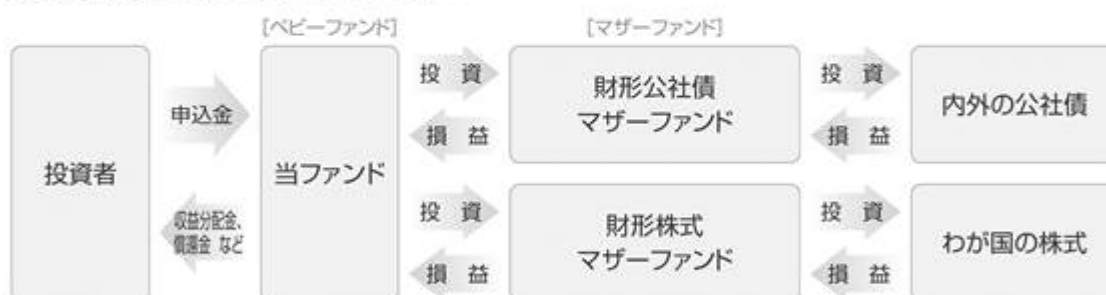 [ベビーファンド]
[マザーファンド]
投資者
申込金
収益分配金、
償還金 など
当ファンド
投 資
損 益
財形公社債
マザーファンド
投 資
損 益
内外の公社債
投 資
損 益
財形株式
マザーファンド
投 資
損 益
わが国の株式